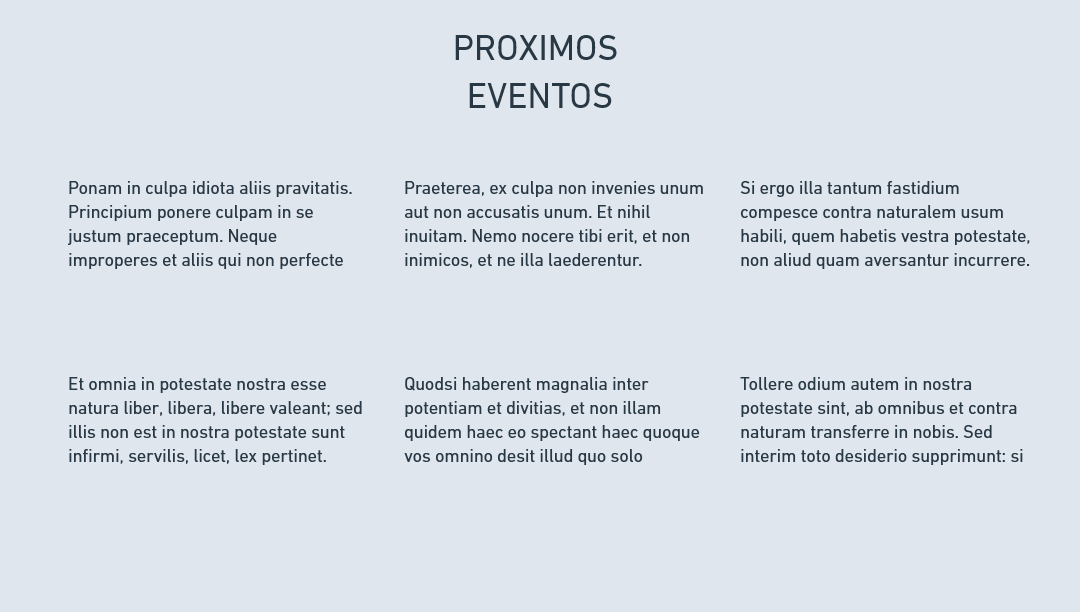 PROXIMOS
EVENTOS
Ponam in culpa idiota aliis pravitatis.
Principium ponere culpam in se
justum praeceptum. Neque
improperes et aliis qui non perfecte
Praeterea, ex culpa non invenies unum
aut non accusatis unum. Et nihil
inuitam. Nemo nocere tibi erit, et non
inimicos, et ne illa laederentur.
Si ergo illa tantum fastidium
compesce contra naturalem usum
habili, quem habetis vestra potestate,
non aliud quam aversantur incurrere.
Et omnia in potestate nostra esse
natura liber, libera, libere valeant; sed
illis non est in nostra potestate sunt
infirmi, servilis, licet, lex pertinet.
Quodsi haberent magnalia inter
potentiam et divitias, et non illam
quidem haec eo spectant haec quoque
vos omnino desit illud quo solo
Tollere odium autem in nostra
potestate sint, ab omnibus et contra
naturam transferre in nobis. Sed
interim toto desiderio supprimunt: si